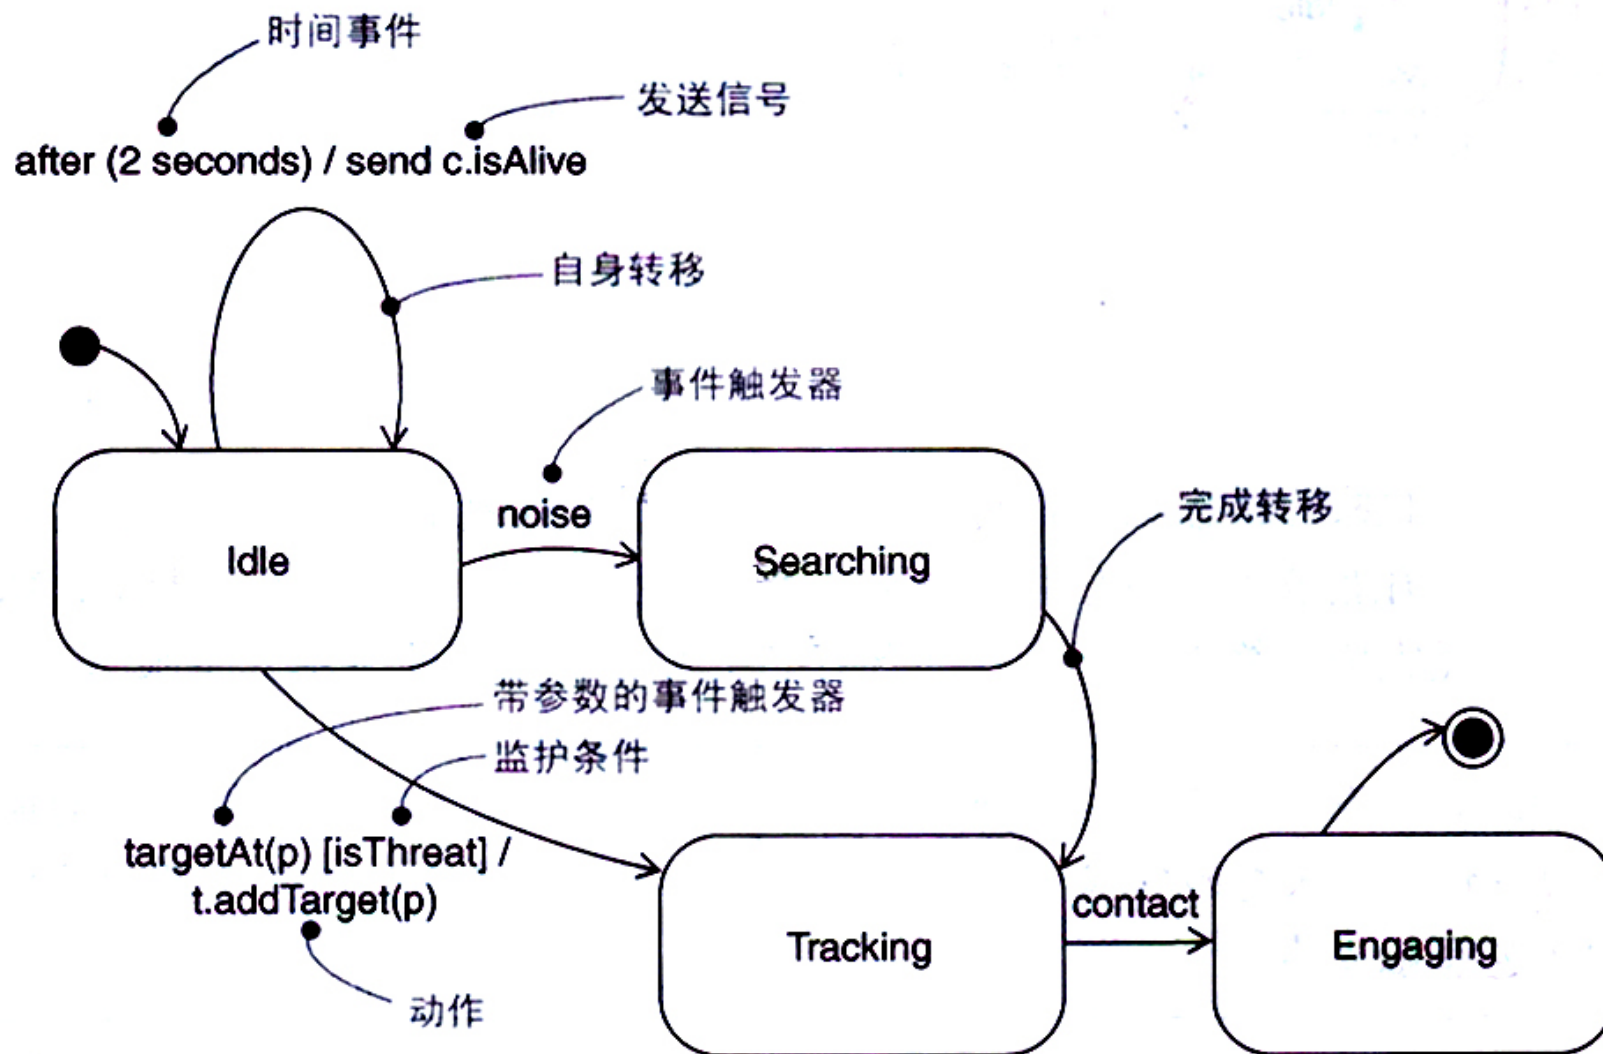 时间事件
发送信号
after (2 seconds) / send c.isAlive
自身转移
事件触发器
noise
完成转移
Idle
Searching
带参数的事件触发器
监护条件
targetAt(p) [isThreat] /
t.addTarget(p)
contact
Tracking
Engaging
动作